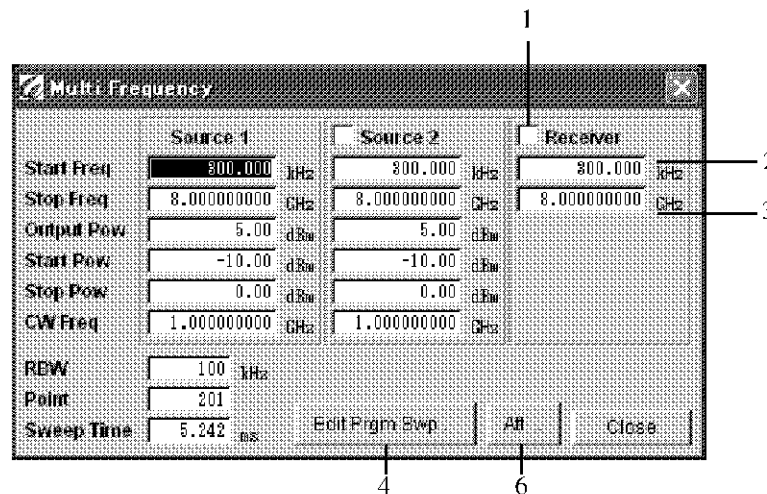 1
Multi Frequency
Source 1 Source 2 Receiver
Start Freq 300.000 kHz 300.000 kHz 300.000 kHz 2
Stop Freq 8.000000000 GHz 8.000000000 GHz 8.000000000 GHz 3
Output Pow 5.00 dBm 5.00 dBm
Start Pow -10.00 dBm -10.00 dBm
Stop Pow 0.00 dBm 0.00 dBm
CW Freq 1.000000000 GHz 1.000000000 GHz
RBW 100 kHz
Point 201
Sweep Time 5.242 ms Edit Prgm Swp... Att... Close
4 6